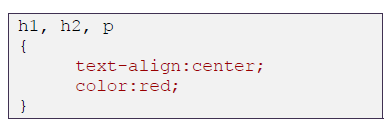 h1, h2, p
{
text-align:center;
color:red;
}